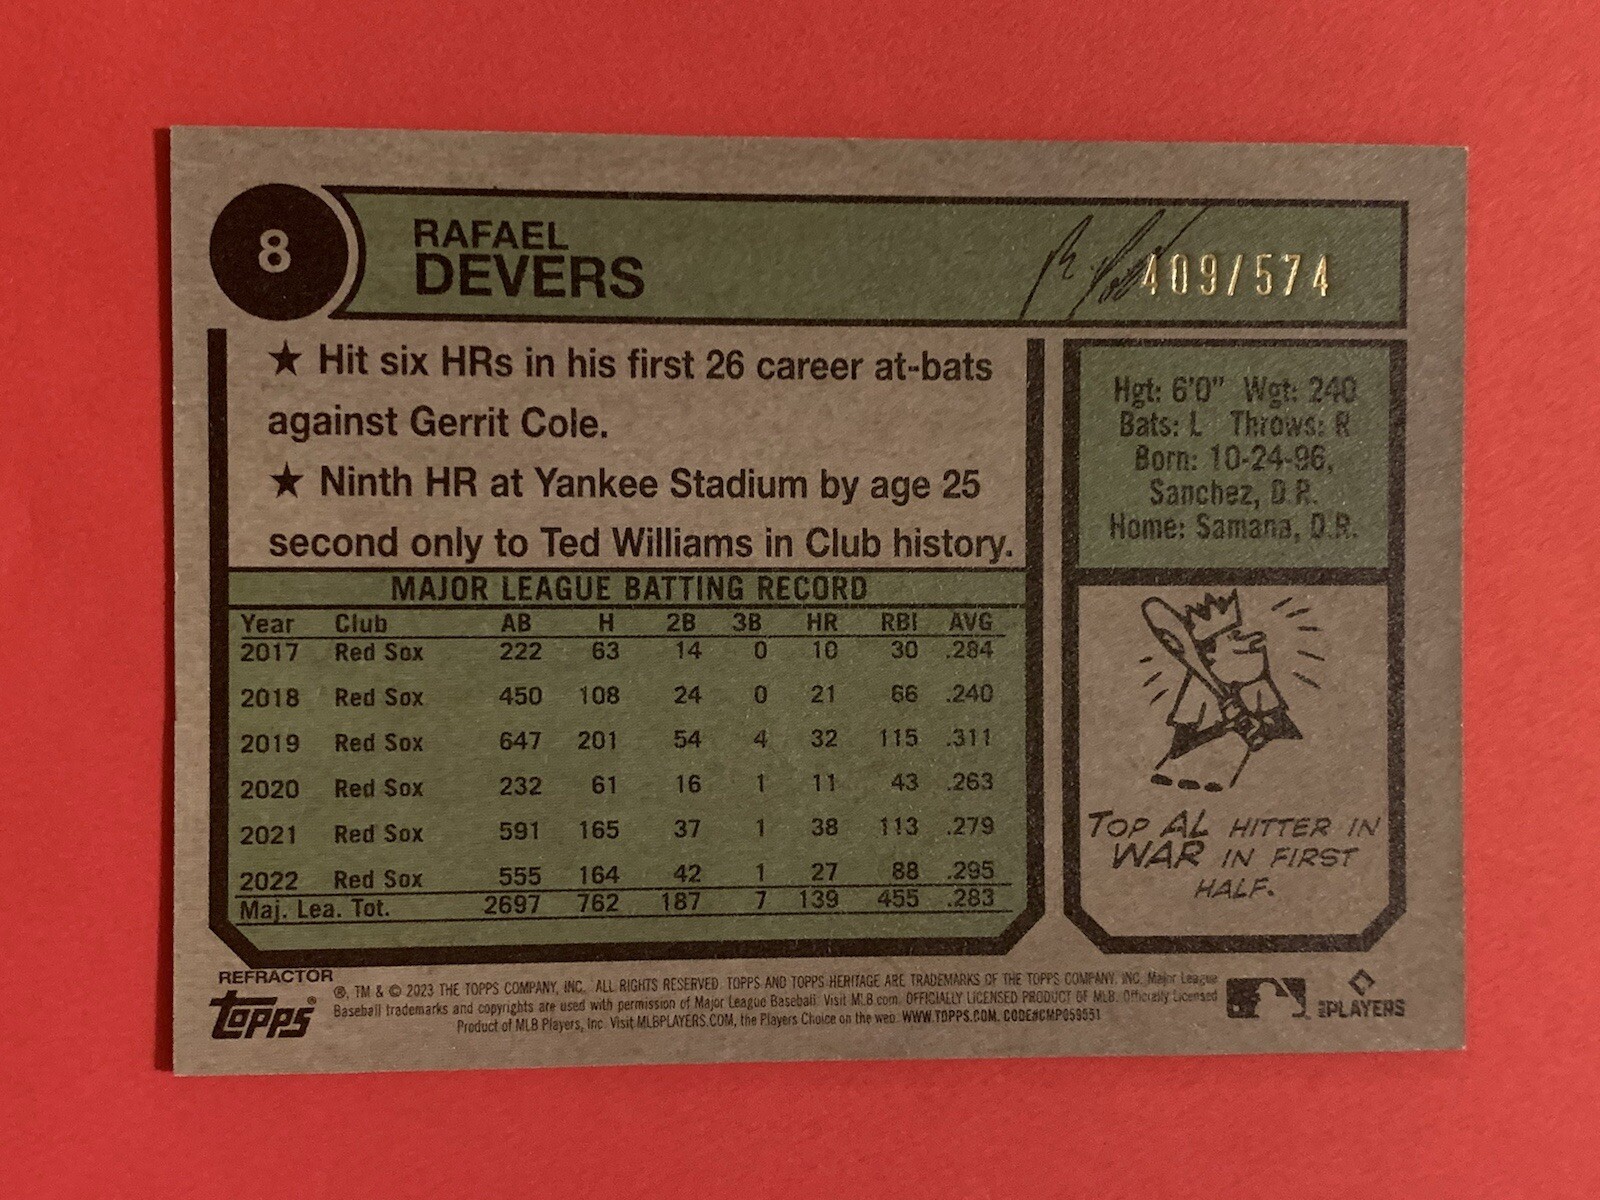 8
RAFAEL
DEVERS
409/574
★ Hit six HRs in his first 26 career at-bats
against Gerrit Cole.
★ Ninth HR at Yankee Stadium by age 25
second only to Ted Williams in Club history.
Hgt: 6'0" Wgt: 240
Bats: L Throws: R
Born: 10-24-96,
Sanchez, D.R.
Home: Samana, D.R.
MAJOR LEAGUE BATTING RECORD
Year Club AB H 2B 3B HR RBI AVG
2017 Red Sox 222 63 14 0 10 30 .284
2018 Red Sox 450 108 24 0 21 66 .240
2019 Red Sox 647 201 54 4 32 115 .311
2020 Red Sox 232 61 16 1 11 43 .263
2021 Red Sox 591 165 37 1 38 113 .279
2022 Red Sox 555 164 42 1 27 88 .295
Maj. Lea. Tot. 2697 762 187 7 139 455 .283
TOP AL HITTER IN
WAR IN FIRST
HALF.
REFRACTOR
Topps®
®, TM & © 2023 THE TOPPS COMPANY, INC. ALL RIGHTS RESERVED. TOPPS AND TOPPS HERITAGE ARE TRADEMARKS OF THE TOPPS COMPANY, INC. Major League
Baseball trademarks and copyrights are used with permission of Major League Baseball. Visit MLB.com. OFFICIALLY LICENSED PRODUCT OF MLB. Officially Licensed
Product of MLB Players, Inc. Visit MLBPLAYERS.COM, the Players Choice on the web. WWW.TOPPS.COM. CODE#CMP059551
MLB PLAYERS